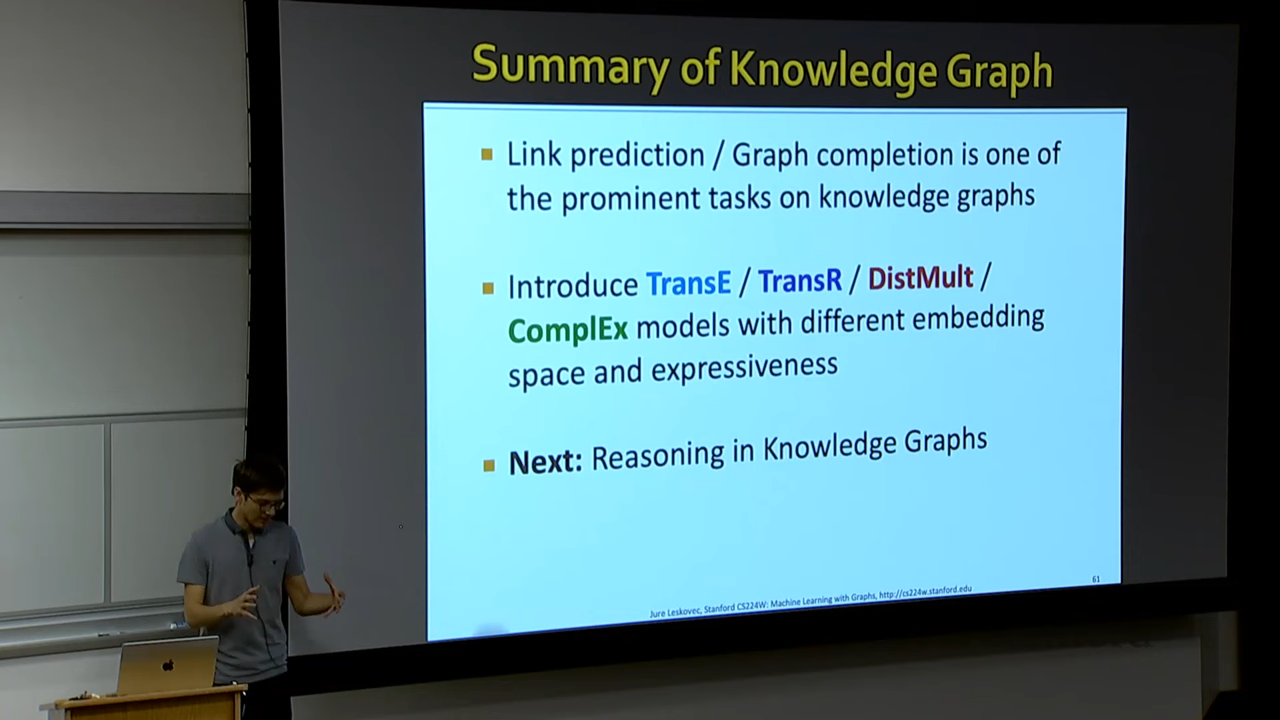 Summary of Knowledge Graph
Link prediction / Graph completion is one of
the prominent tasks on knowledge graphs
Introduce TransE / TransR / DistMult /
ComplEx models with different embedding
space and expressiveness
Next: Reasoning in Knowledge Graphs
Jure Leskovec, Stanford CS224W: Machine Learning with Graphs, http://cs224w.stanford.edu
61